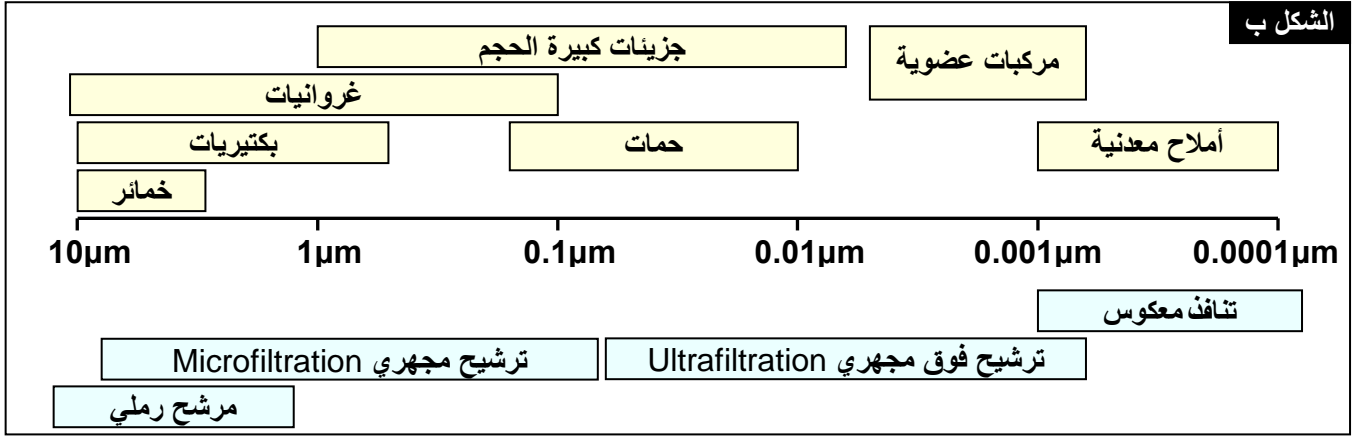 الشكل ب
جزيئات كبيرة الحجم
مركبات عضوية
غروانيات
بكتيريات
حمات
أملاح معدنية
خمائر
10µm 1µm 0.1µm 0.01µm 0.001µm 0.0001µm
تنافذ معكوس
ترشيح مجهري Microfiltration
ترشيح فوق مجهري Ultrafiltration
مرشح رملي